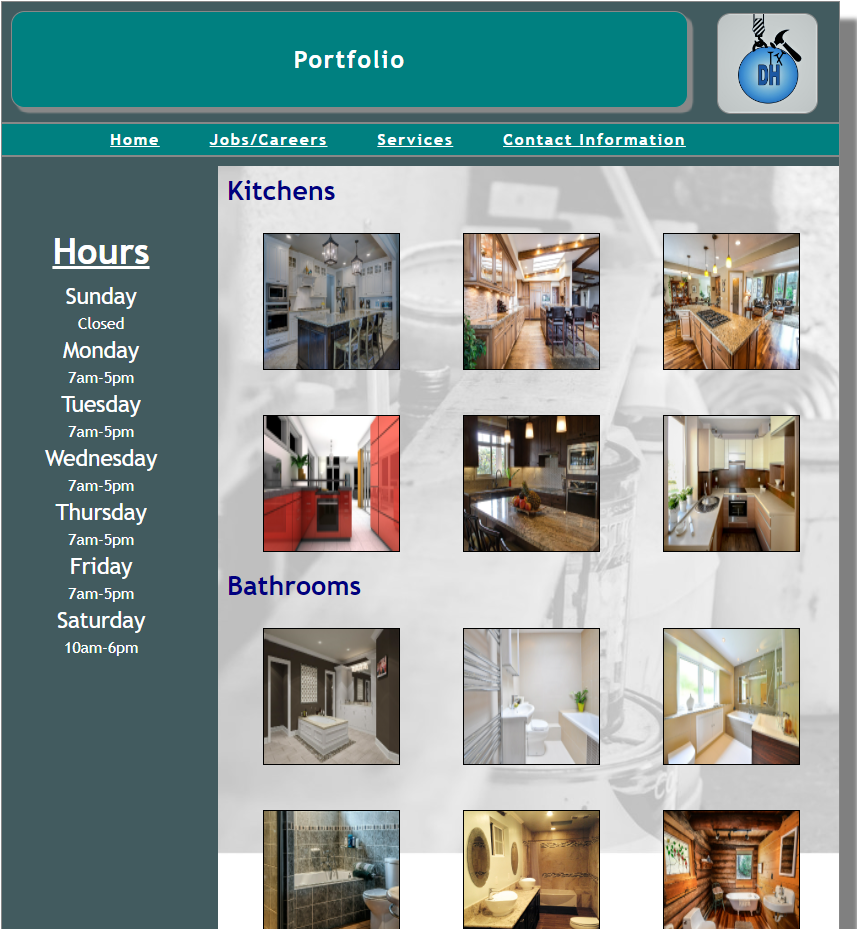 Portfolio
TX
DH
Home Jobs/Careers Services Contact Information
Hours
Sunday
Closed
Monday
7am-5pm
Tuesday
7am-5pm
Wednesday
7am-5pm
Thursday
7am-5pm
Friday
7am-5pm
Saturday
10am-6pm
Kitchens
Bathrooms